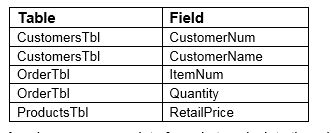 Table Field
CustomersTbl CustomerNum
CustomersTbl CustomerName
OrderTbl ItemNum
OrderTbl Quantity
ProductsTbl RetailPrice